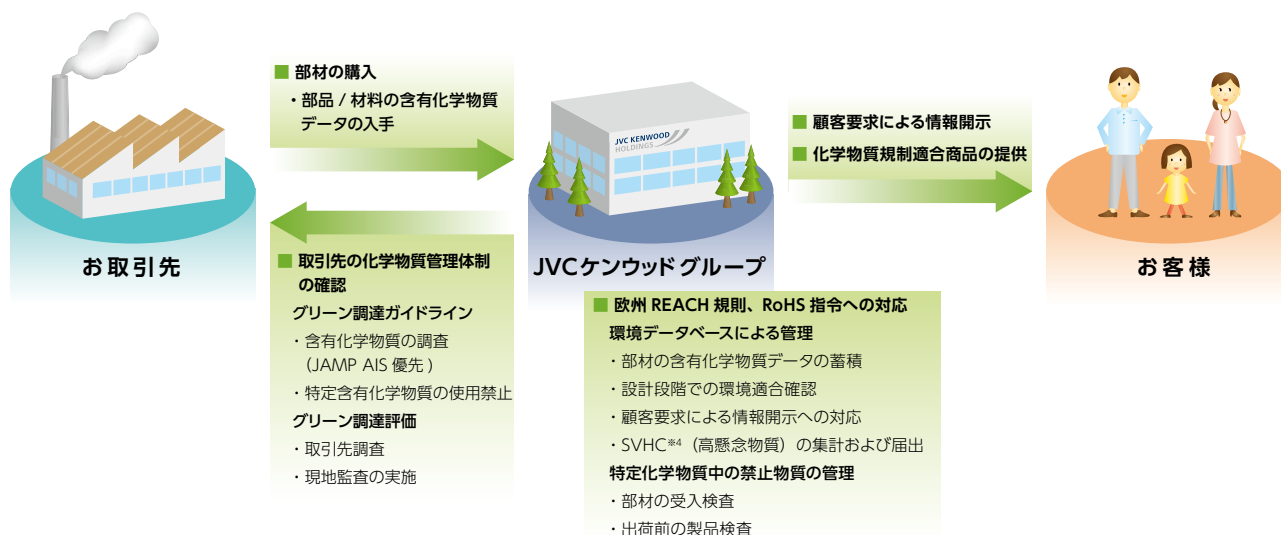 ■ 部材の購入
・部品 / 材料の含有化学物質
データの入手
JVC KENWOOD
HOLDINGS
■ 顧客要求による情報開示
■ 化学物質規制適合商品の提供
お取引先
■ 取引先の化学物質管理体制
の確認
グリーン調達ガイドライン
・含有化学物質の調査
（JAMP AIS 優先 )
・特定含有化学物質の使用禁止
グリーン調達評価
・取引先調査
・現地監査の実施
JVCケンウッド グループ
■ 欧州 REACH 規則、RoHS 指令への対応
環境データベースによる管理
・部材の含有化学物質データの蓄積
・設計段階での環境適合確認
・顧客要求による情報開示への対応
・SVHC※4（高懸念物質）の集計および届出
特定化学物質中の禁止物質の管理
・部材の受入検査
・出荷前の製品検査
お客様